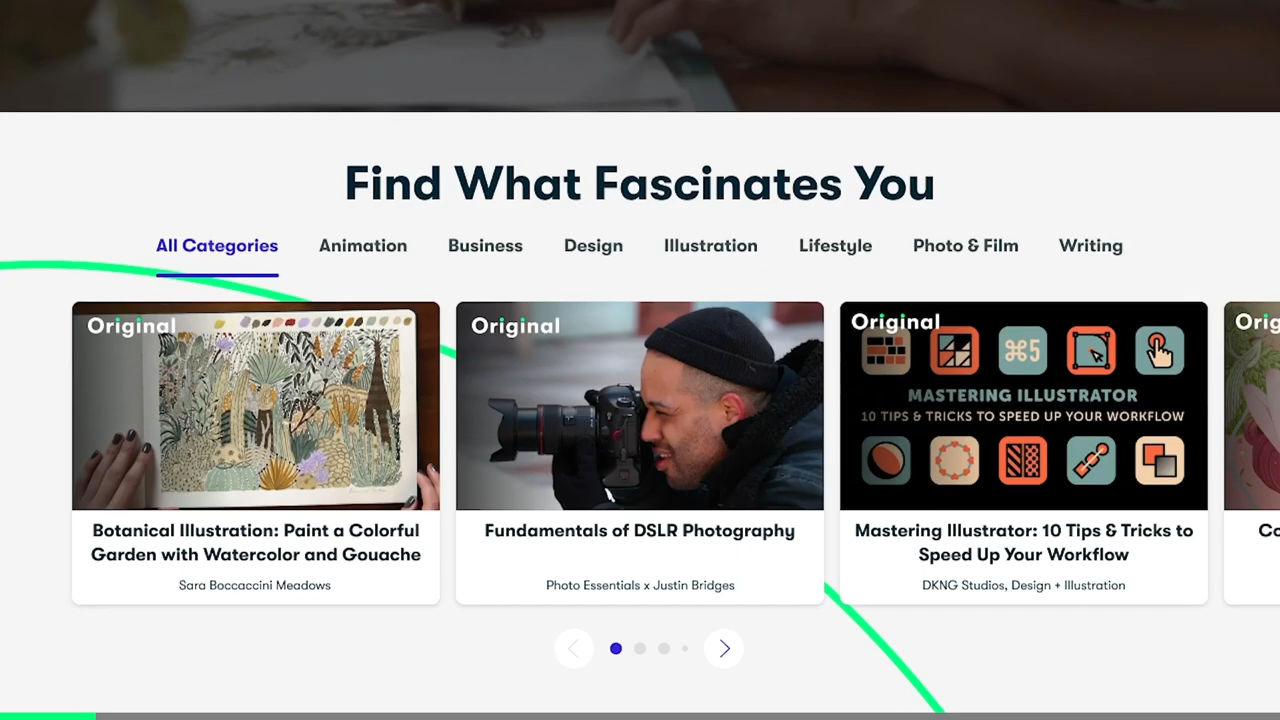 Find What Fascinates You
All Categories Animation Business Design Illustration Lifestyle Photo & Film Writing
Original
Botanical Illustration: Paint a Colorful
Garden with Watercolor and Gouache
Sara Boccaccini Meadows
Original
Fundamentals of DSLR Photography
Photo Essentials x Justin Bridges
Original
⌘5
MASTERING ILLUSTRATOR
10 TIPS & TRICKS TO SPEED UP YOUR WORKFLOW
Mastering Illustrator: 10 Tips & Tricks to
Speed Up Your Workflow
DKNG Studios, Design + Illustration
Orig
Co